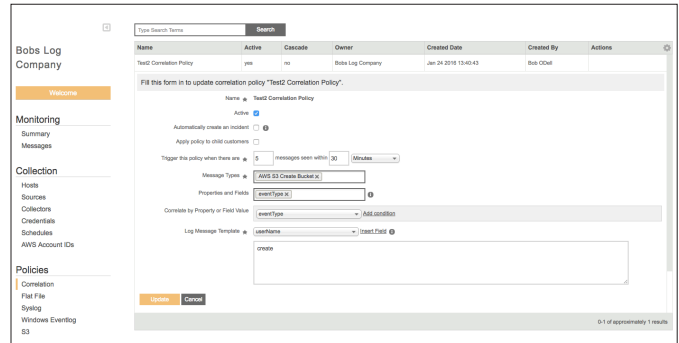 Bobs Log
Company
Welcome
Monitoring
Summary
Messages
Collection
Hosts
Sources
Collectors
Credentials
Schedules
AWS Account IDs
Policies
Correlation
Flat File
Syslog
Windows Eventlog
S3
Type Search Terms Search
Name Active Cascade Owner Created Date Created By Actions
Test2 Correlation Policy yes no Bobs Log Company Jan 24 2018 13:40:43 Bob ODell
Fill this form in to update correlation policy "Test2 Correlation Policy".
Name Test2 Correlation Policy
Active
Automatically create an incident
Apply policy to child customers
Trigger this policy when there are 5 messages seen within 30 Minutes
Message Types AWS S3 Create Bucket x
Properties and Fields eventType x
Correlate by Property or Field Value eventType Add condition
Log Message Template userName Insert Field
create
Update Cancel
0-1 of approximately 1 results